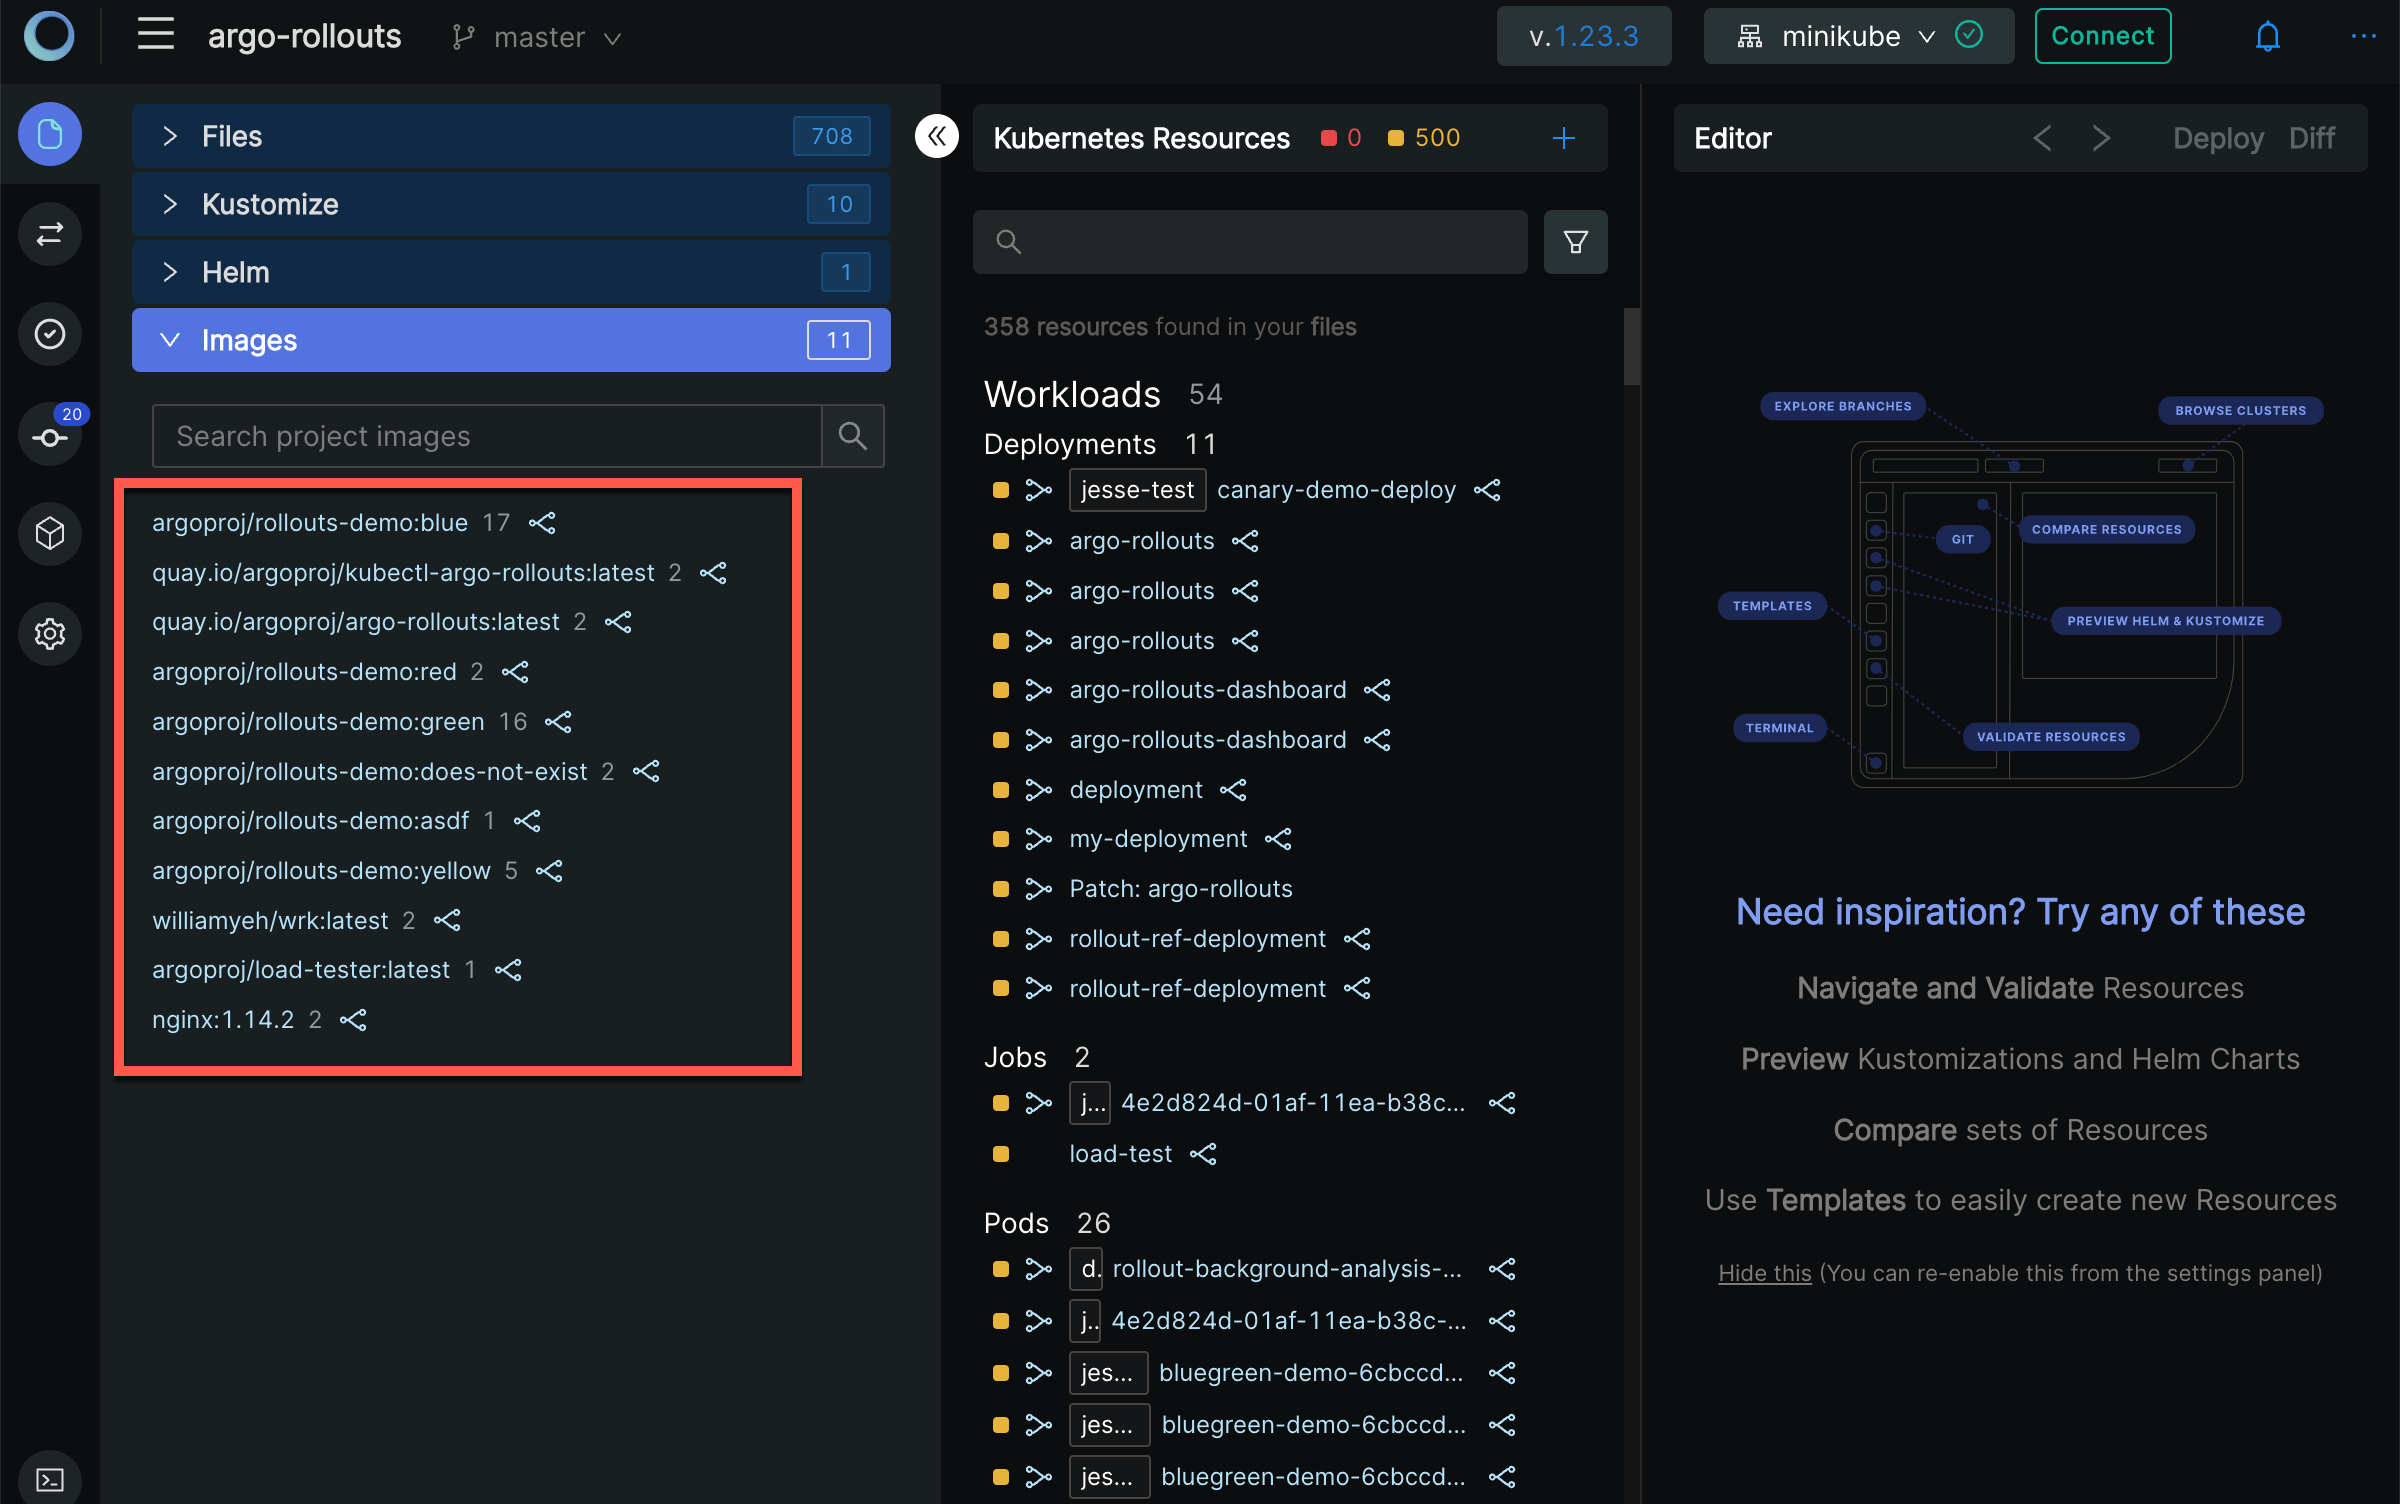 argo-rollouts master v.1.23.3 minikube Connect
Files 708
Kustomize 10
Helm 1
Images 11
20
Search project images
argoproj/rollouts-demo:blue 17
quay.io/argoproj/kubectl-argo-rollouts:latest 2
quay.io/argoproj/argo-rollouts:latest 2
argoproj/rollouts-demo:red 2
argoproj/rollouts-demo:green 16
argoproj/rollouts-demo:does-not-exist 2
argoproj/rollouts-demo:asdf 1
argoproj/rollouts-demo:yellow 5
williamyeh/wrk:latest 2
argoproj/load-tester:latest 1
nginx:1.14.2 2
Kubernetes Resources 0 500
358 resources found in your files
Workloads 54
Deployments 11
jesse-test canary-demo-deploy
argo-rollouts
argo-rollouts
argo-rollouts
argo-rollouts-dashboard
argo-rollouts-dashboard
deployment
my-deployment
Patch: argo-rollouts
rollout-ref-deployment
rollout-ref-deployment
Jobs 2
j... 4e2d824d-01af-11ea-b38c...
load-test
Pods 26
d. rollout-background-analysis-...
j.. 4e2d824d-01af-11ea-b38c-...
jes... bluegreen-demo-6cbccd...
jes... bluegreen-demo-6cbccd...
jes... bluegreen-demo-6cbccd...
Editor Deploy Diff
EXPLORE BRANCHES
BROWSE CLUSTERS
COMPARE RESOURCES
GIT
TEMPLATES
PREVIEW HELM & KUSTOMIZE
TERMINAL
VALIDATE RESOURCES
Need inspiration? Try any of these
Navigate and Validate Resources
Preview Kustomizations and Helm Charts
Compare sets of Resources
Use Templates to easily create new Resources
Hide this (You can re-enable this from the settings panel)